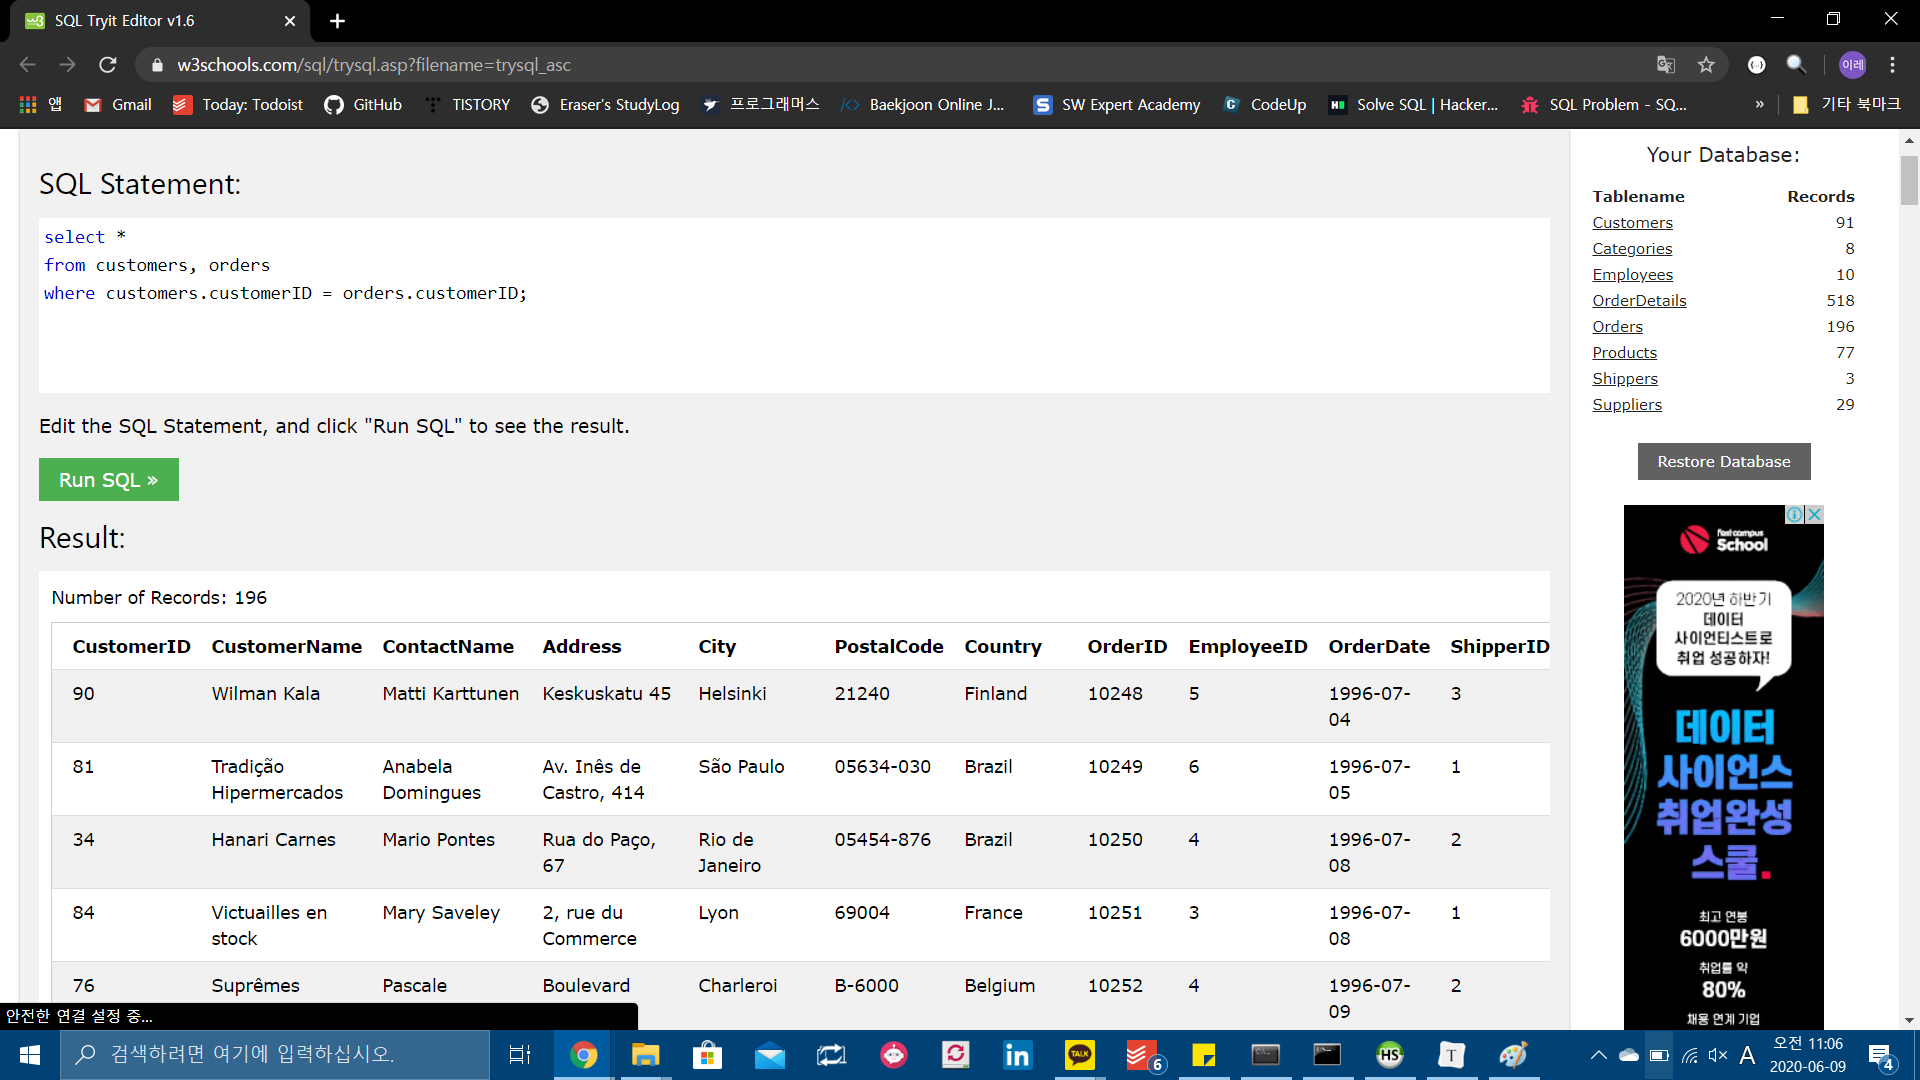 SQL Tryit Editor v1.6
w3schools.com/sql/trysql.asp?filename=trysql_asc
이레
앱 Gmail Today: Todoist GitHub TISTORY Eraser's StudyLog 프로그래머스 Baekjoon Online J... SW Expert Academy CodeUp Solve SQL | Hacker... SQL Problem - SQ... » 기타 북마크
SQL Statement:
select *
from customers, orders
where customers.customerID = orders.customerID;
Edit the SQL Statement, and click "Run SQL" to see the result.
Run SQL »
Result:
Number of Records: 196
CustomerID CustomerName ContactName Address City PostalCode Country OrderID EmployeeID OrderDate ShipperID
90 Wilman Kala Matti Karttunen Keskuskatu 45 Helsinki 21240 Finland 10248 5 1996-07-
04 3
81 Tradição
Hipermercados Anabela
Domingues Av. Inês de
Castro, 414 São Paulo 05634-030 Brazil 10249 6 1996-07-
05 1
34 Hanari Carnes Mario Pontes Rua do Paço,
67 Rio de
Janeiro 05454-876 Brazil 10250 4 1996-07-
08 2
84 Victuailles en
stock Mary Saveley 2, rue du
Commerce Lyon 69004 France 10251 3 1996-07-
08 1
76 Suprêmes Pascale Boulevard Charleroi B-6000 Belgium 10252 4 1996-07-
09 2
Your Database:
Tablename Records
Customers 91
Categories 8
Employees 10
OrderDetails 518
Orders 196
Products 77
Shippers 3
Suppliers 29
Restore Database
fast campus
School
2020년 하반기
데이터
사이언티스트로
취업 성공하자!
데이터
사이언스
취업완성
스쿨.
최고 연봉
6000만원
취업률 약
80%
채용 연계 기업
안전한 연결 설정 중...
검색하려면 여기에 입력하십시오.
in
TALK
6
HS
T
A
오전 11:06
2020-06-09
4